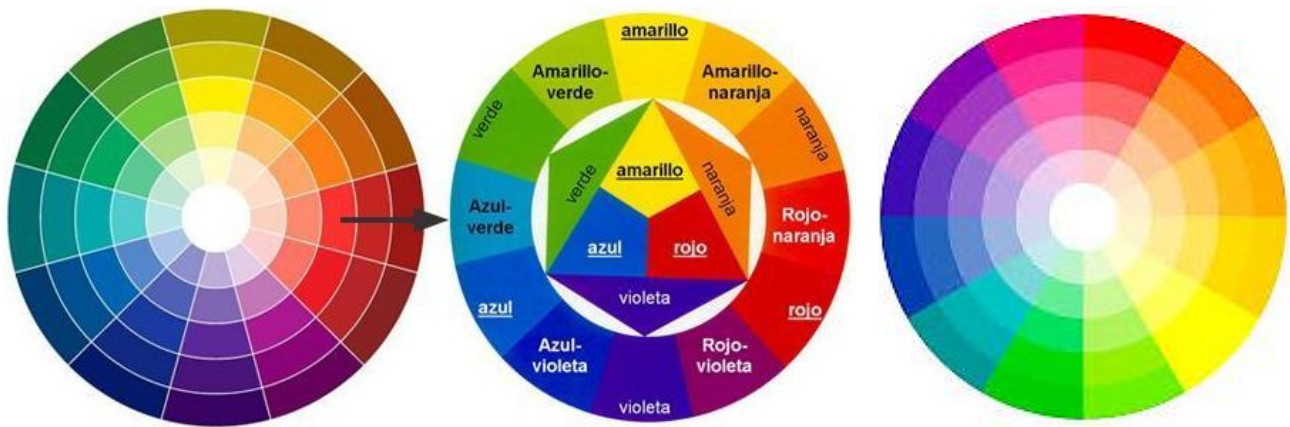 amarillo
Amarillo-
verde
Amarillo-
naranja
verde
naranja
Azul-
verde
Rojo-
naranja
azul
rojo
Azul-
violeta
Rojo-
violeta
violeta
amarillo
verde
naranja
azul
rojo
violeta